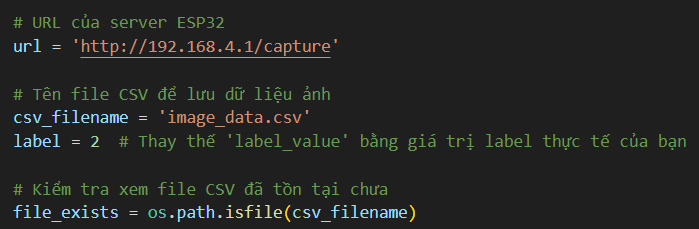 # URL của server ESP32
url = 'http://192.168.4.1/capture'
# Tên file CSV để lưu dữ liệu ảnh
csv_filename = 'image_data.csv'
label = 2  # Thay thế 'label_value' bằng giá trị label thực tế của bạn
# Kiểm tra xem file CSV đã tồn tại chưa
file_exists = os.path.isfile(csv_filename)